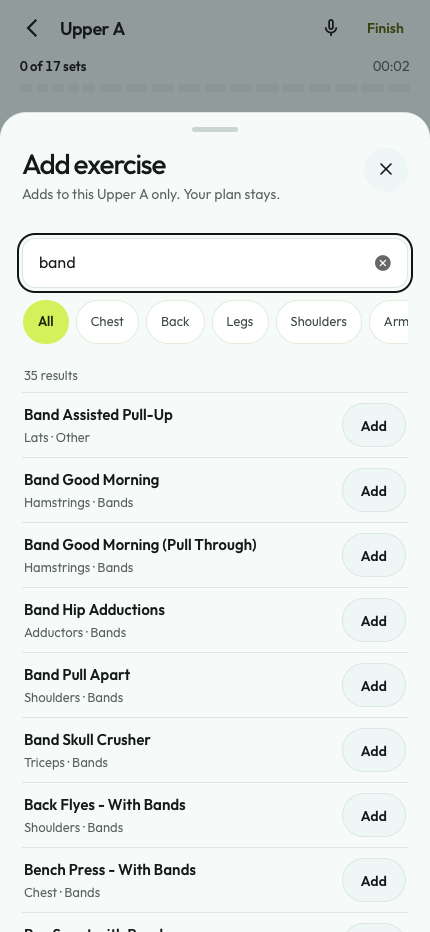 Upper A
Finish
0 of 17 sets
00:02
Add exercise
Adds to this Upper A only. Your plan stays.
band
All
Chest
Back
Legs
Shoulders
Arm
35 results
Band Assisted Pull-Up
Lats · Other
Add
Band Good Morning
Hamstrings · Bands
Add
Band Good Morning (Pull Through)
Hamstrings · Bands
Add
Band Hip Adductions
Adductors · Bands
Add
Band Pull Apart
Shoulders · Bands
Add
Band Skull Crusher
Triceps · Bands
Add
Back Flyes - With Bands
Shoulders · Bands
Add
Bench Press - With Bands
Chest · Bands
Add